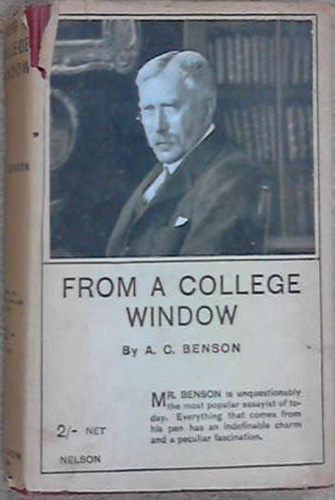 FROM A COLLEGE
WINDOW
By A. C. BENSON
MR. BENSON is unquestionably
the most popular essayist of to-
day. Everything that comes from
his pen has an indefinable charm
and a peculiar fascination.
2/- NET
NELSON